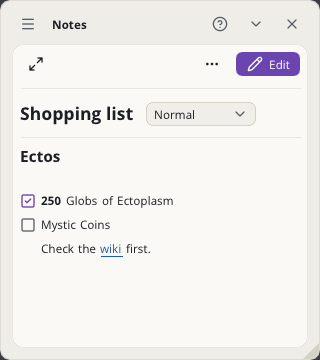 Notes
Edit
Shopping list
Normal
Ectos
250 Globs of Ectoplasm
Mystic Coins
Check the wiki first.